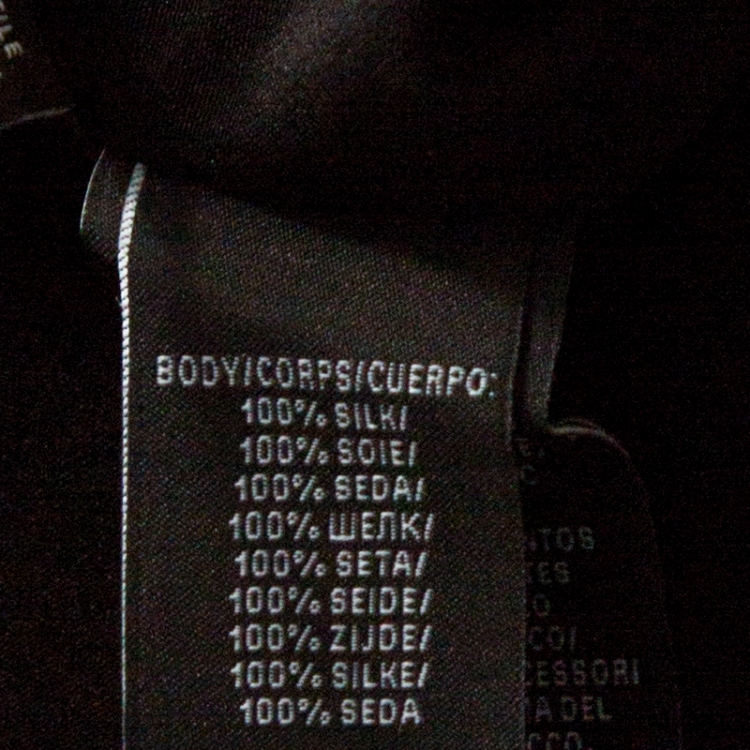 BODY/CORPS/CUERPO:
100% SILK/
100% SOIE/
100% SEDA/
100% ШЕЛК/
100% SETA/
100% SEIDE/
100% ZIJDE/
100% SILKE/
100% SEDA
DEL